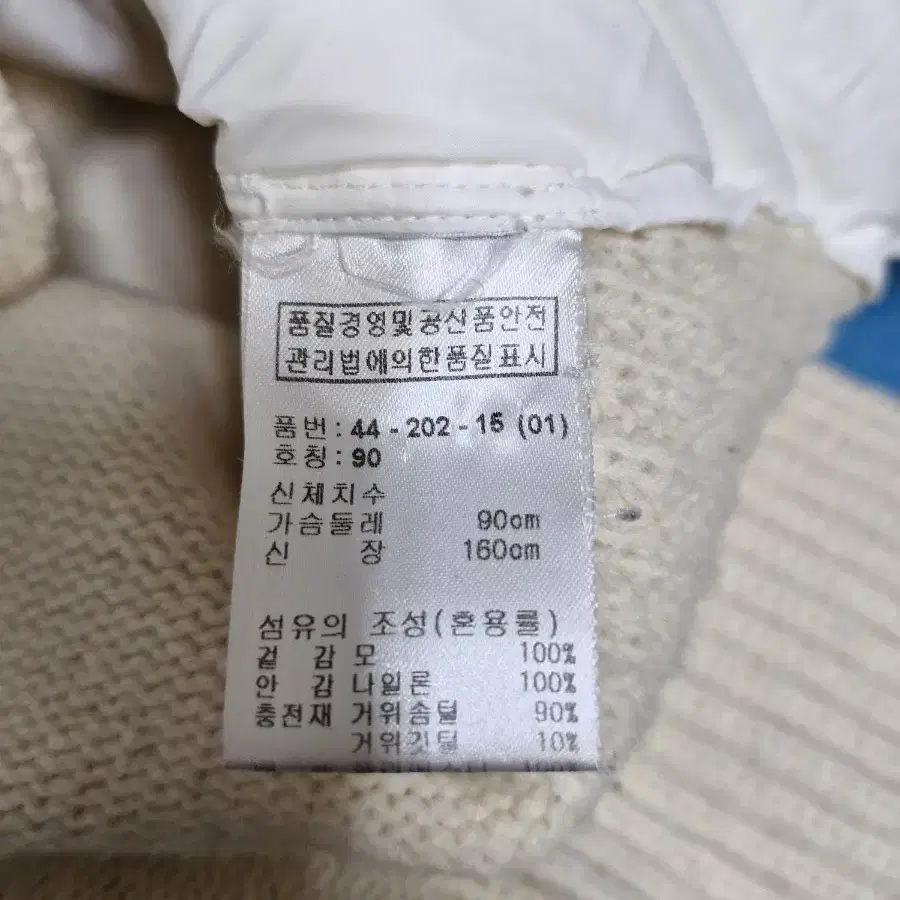 품질경영및공산품안전
관리법에의한품질표시
품번 : 44 - 202 - 15 (01)
호칭 : 90
신체치수
가슴둘레 90cm
신 장 160cm
섬유의 조성(혼용률)
겉 감 모 100%
안 감 나일론 100%
충전재 거위솜털 90%
거위깃털 10%